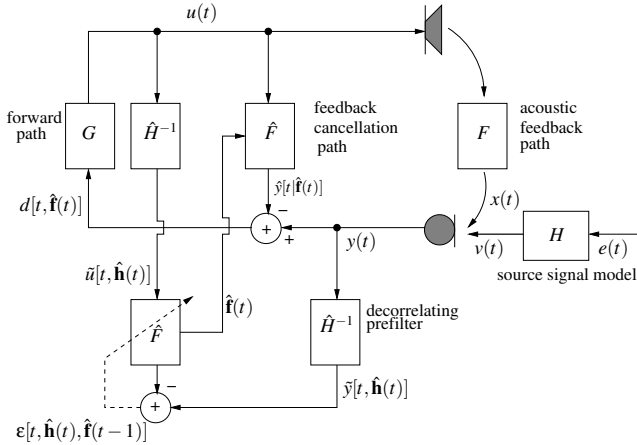 u(t)
forward
path
G
Ĥ⁻¹
F̂
feedback
cancellation
path
F
acoustic
feedback
path
ŷ[t|f̂(t)]
x(t)
d[t, f̂(t)]
−
+
+
y(t)
v(t)
H
e(t)
source signal model
ũ[t, ĥ(t)]
f̂(t)
F̂
Ĥ⁻¹
decorrelating
prefilter
−
ỹ[t, ĥ(t)]
+
ε[t, ĥ(t), f̂(t−1)]